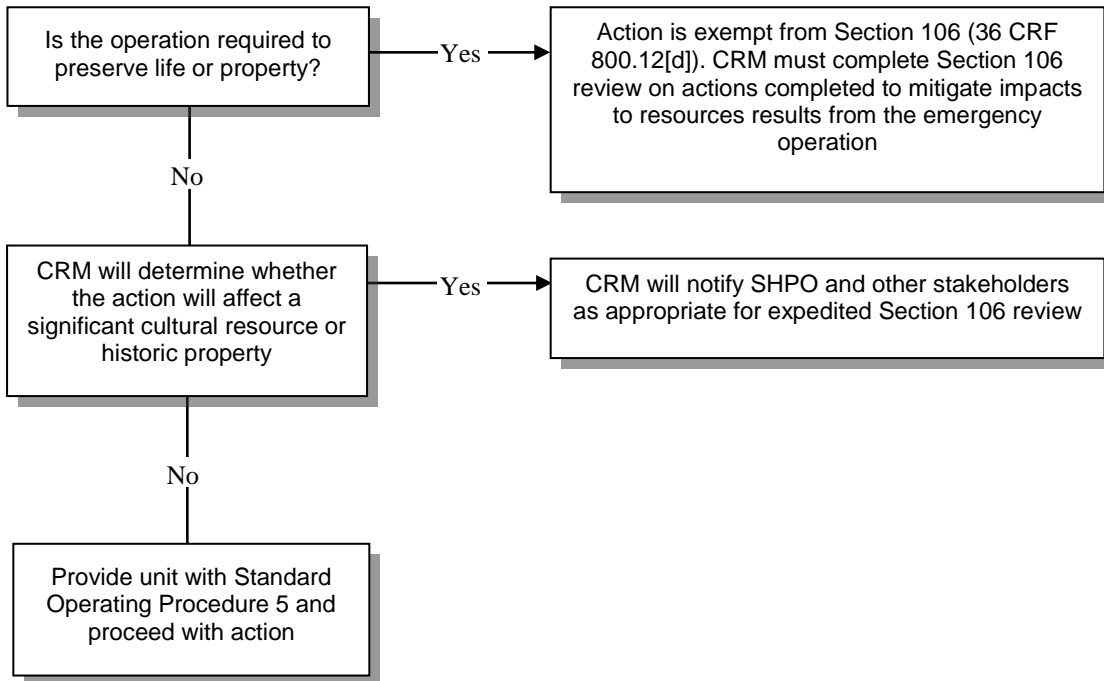 Is the operation required to
preserve life or property?
Yes
Action is exempt from Section 106 (36 CRF
800.12[d]). CRM must complete Section 106
review on actions completed to mitigate impacts
to resources results from the emergency
operation
No
CRM will determine whether
the action will affect a
significant cultural resource or
historic property
Yes
CRM will notify SHPO and other stakeholders
as appropriate for expedited Section 106 review
No
Provide unit with Standard
Operating Procedure 5 and
proceed with action